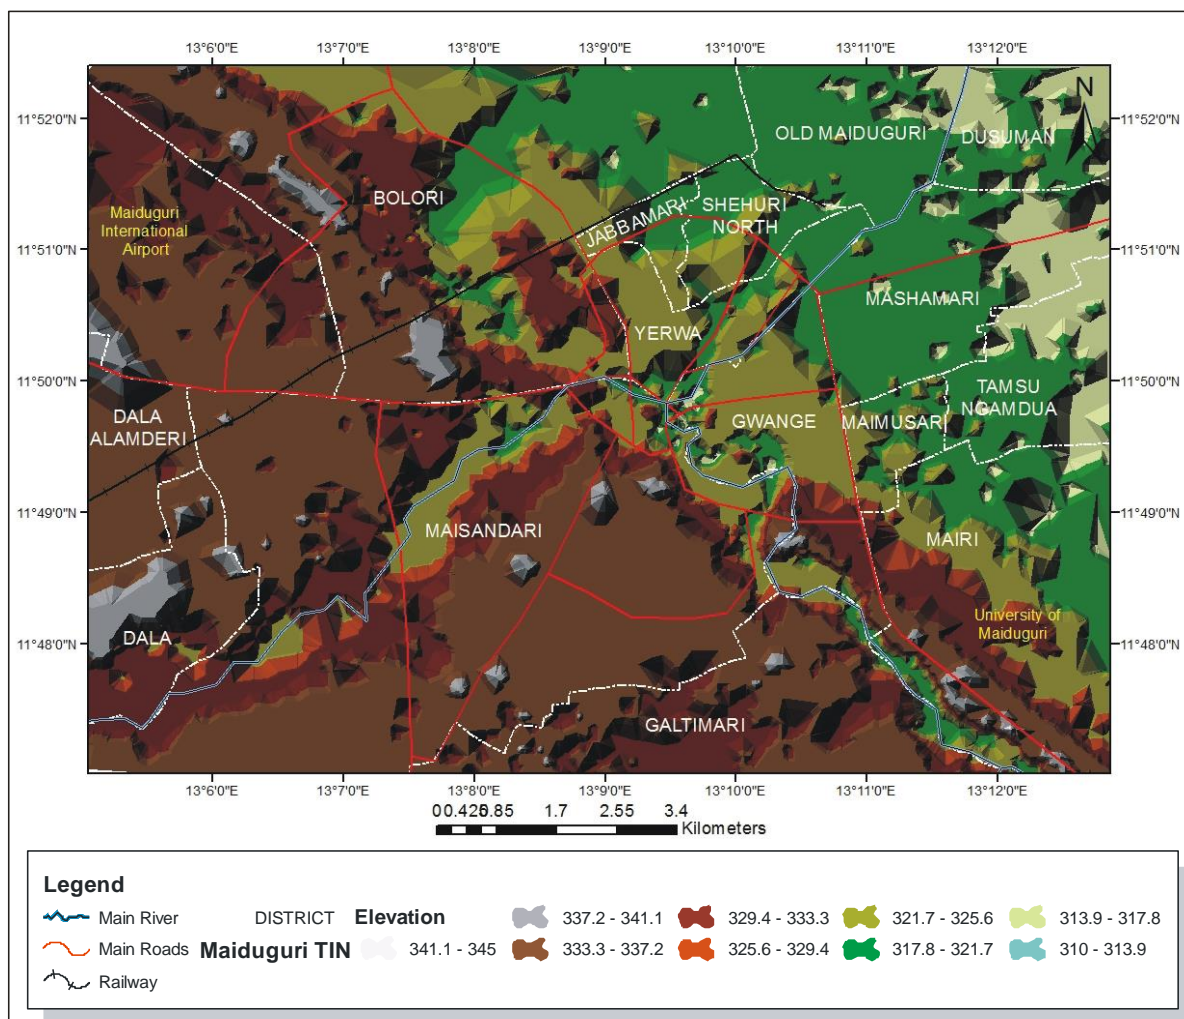 13°6'0"E 13°7'0"E 13°8'0"E 13°9'0"E 13°10'0"E 13°11'0"E 13°12'0"E
N
11°52'0"N 11°52'0"N
OLD MAIDUGURI
DUSUMAN
BOLORI
JABBAMARI
SHEHURI
NORTH
Maiduguri
International
Airport
11°51'0"N 11°51'0"N
MASHAMARI
YERWA
11°50'0"N 11°50'0"N
DALA
ALAMDERI
GWANGE
MAIMUSARI
TAMSU
NGAMDUA
11°49'0"N 11°49'0"N
MAISANDARI
MAIRI
University of
Maiduguri
11°48'0"N 11°48'0"N
DALA
GALTIMARI
13°6'0"E 13°7'0"E 13°8'0"E 13°9'0"E 13°10'0"E 13°11'0"E 13°12'0"E
0 0.425 0.85 1.7 2.55 3.4
Kilometers
Legend
Main River DISTRICT Elevation 337.2 - 341.1 329.4 - 333.3 321.7 - 325.6 313.9 - 317.8
Main Roads Maiduguri TIN 341.1 - 345 333.3 - 337.2 325.6 - 329.4 317.8 - 321.7 310 - 313.9
Railway